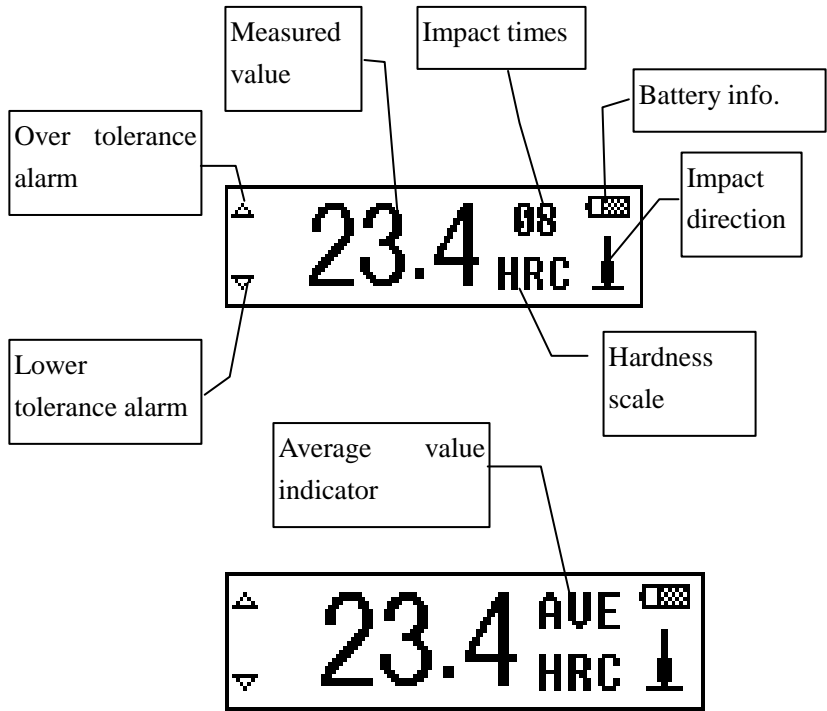 Measured
value
Impact times
Battery info.
Over tolerance
alarm
Impact
direction
23.4
08
HRC
Lower
tolerance alarm
Hardness
scale
Average value
indicator
23.4
AVE
HRC